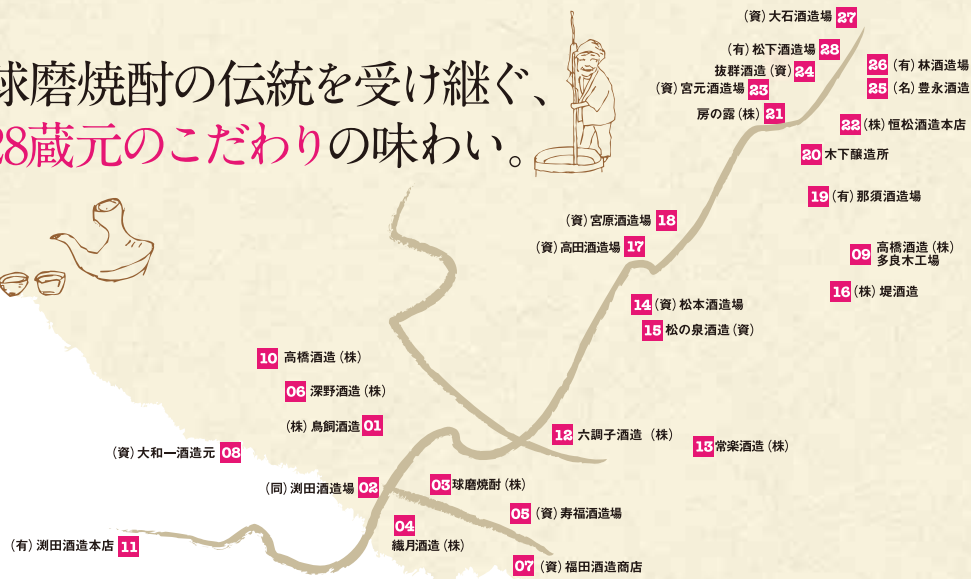 球磨焼酎の伝統を受け継ぐ、
28蔵元のこだわりの味わい。
(資)大石酒造場 27
(有)松下酒造場 28
抜群酒造(資) 24
26 (有)林酒造場
(資)宮元酒造場 23
25 (名)豊永酒造
房の露(株) 21
22 (株)恒松酒造本店
20 木下醸造所
19 (有)那須酒造場
(資)宮原酒造場 18
(資)高田酒造場 17
09 高橋酒造(株)
多良木工場
16 (株)堤酒造
14 (資)松本酒造場
15 松の泉酒造(資)
10 高橋酒造(株)
06 深野酒造(株)
(株)鳥飼酒造 01
12 六調子酒造(株)
13 常楽酒造(株)
(資)大和一酒造元 08
(同)渕田酒造場 02
03 球磨焼酎(株)
05 (資)寿福酒造場
04
繊月酒造(株)
(有)渕田酒造本店 11
07 (資)福田酒造商店